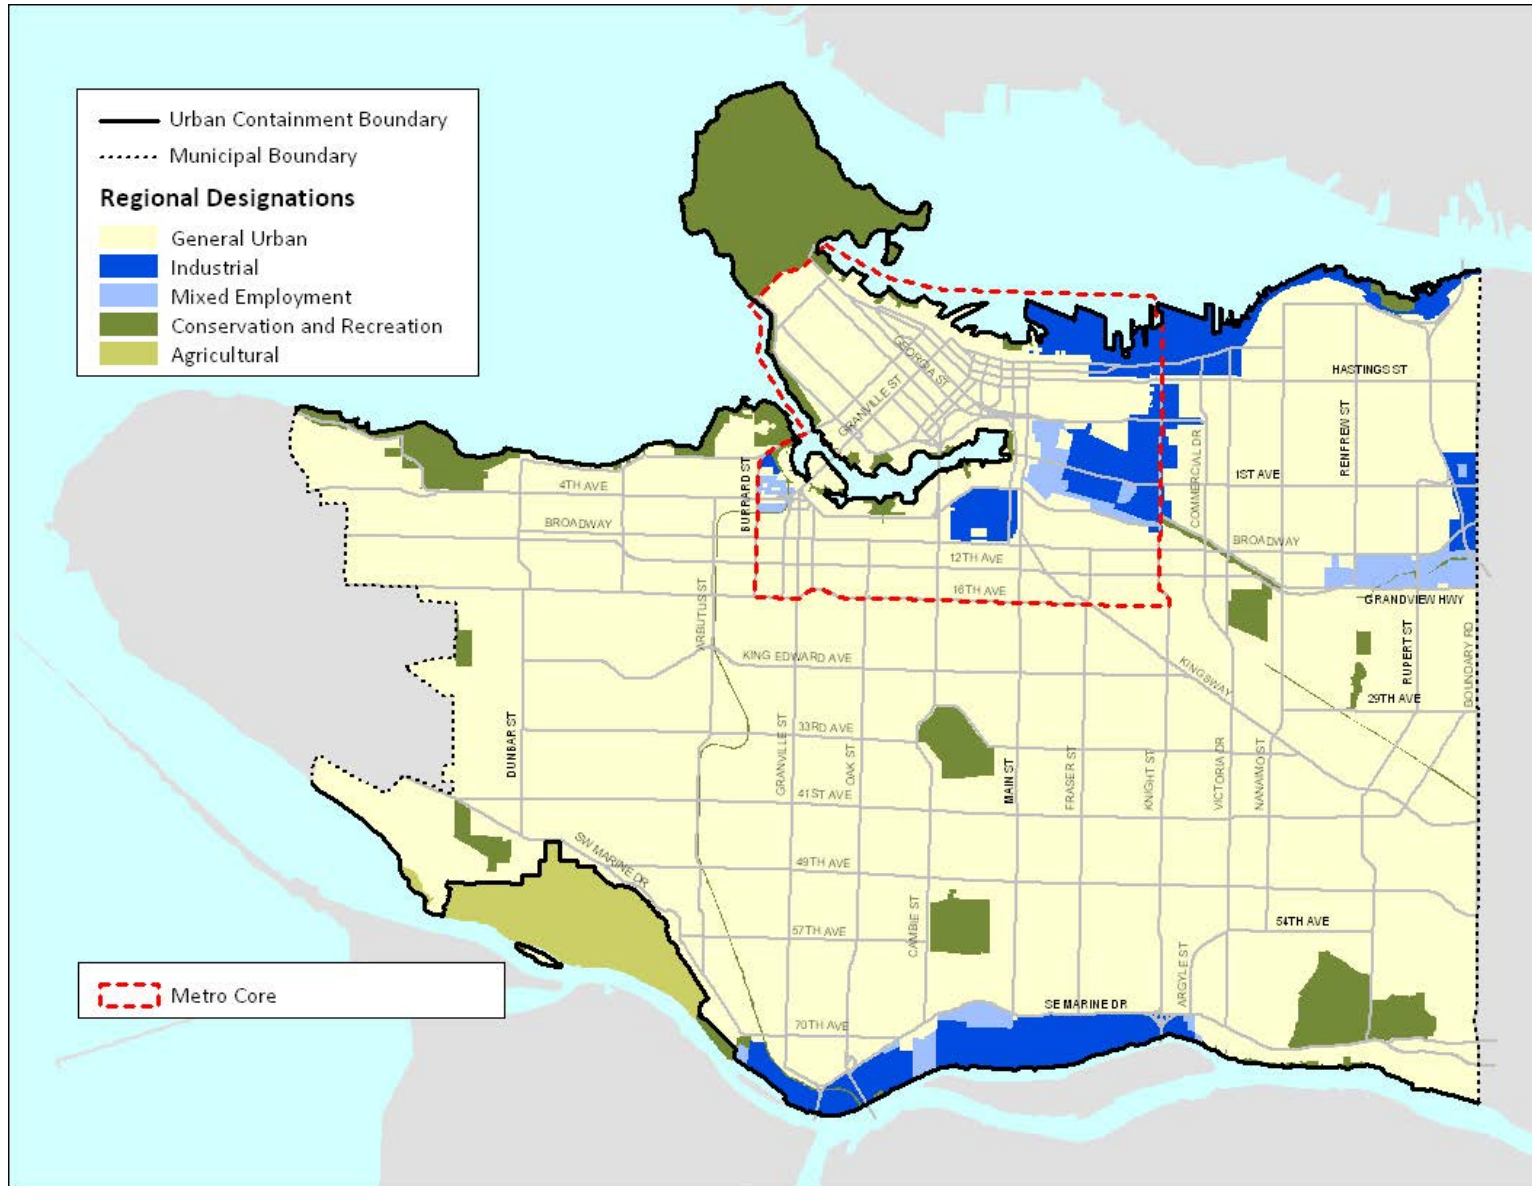 Urban Containment Boundary
Municipal Boundary
Regional Designations
General Urban
Industrial
Mixed Employment
Conservation and Recreation
Agricultural
GEORGIA ST
GRANVILLE ST
HASTINGS ST
RENFREW ST
COMMERCIAL DR
1ST AVE
BURRARD ST
4TH AVE
BROADWAY
BROADWAY
12TH AVE
16TH AVE
GRANDVIEW HWY
ARBUTUS ST
KING EDWARD AVE
KINGSWAY
RUPERT ST
BOUNDARY RD
29TH AVE
DUNBAR ST
33RD AVE
GRANVILLE ST
OAK ST
MAIN ST
FRASER ST
KNIGHT ST
VICTORIA DR
NANAIMO ST
41ST AVE
SW MARINE DR
49TH AVE
CAMBIE ST
57TH AVE
54TH AVE
ARGYLE ST
Metro Core
SE MARINE DR
70TH AVE